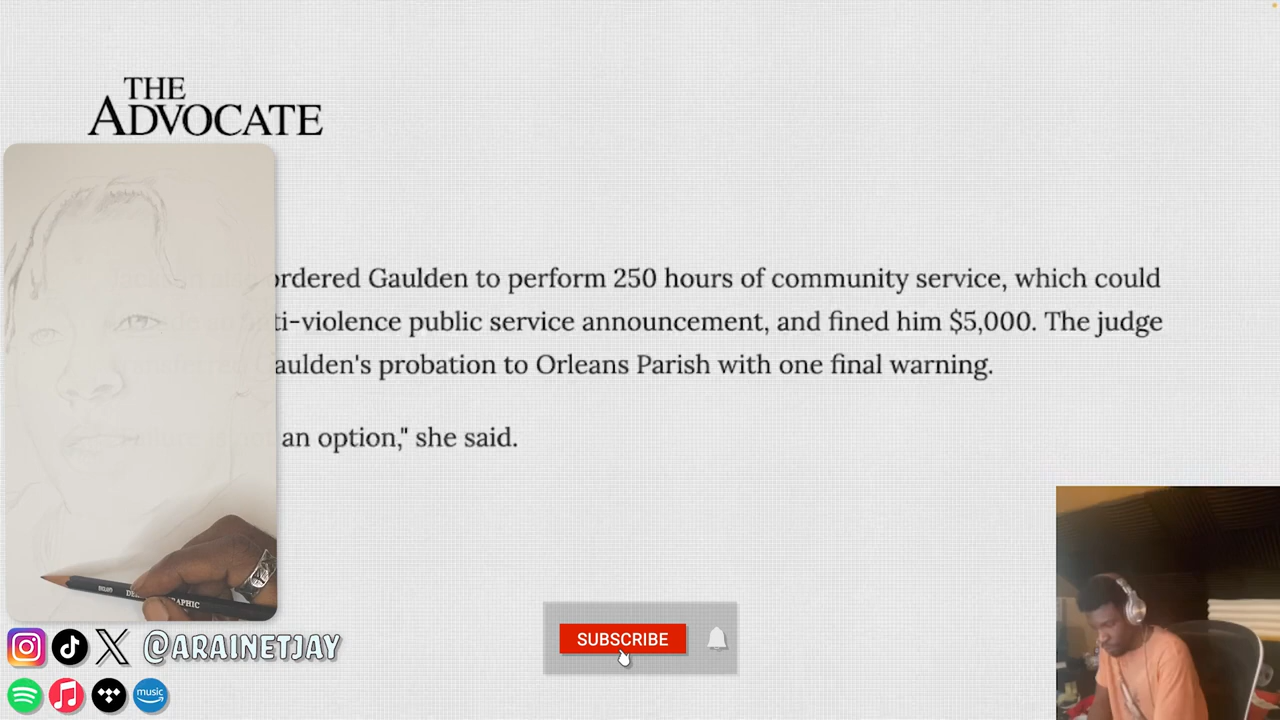 THE
ADVOCATE
ordered Gaulden to perform 250 hours of community service, which could
ti-violence public service announcement, and fined him $5,000. The judge
aulden's probation to Orleans Parish with one final warning.
an option," she said.
SUBSCRIBE
@ARAINETJAY
music